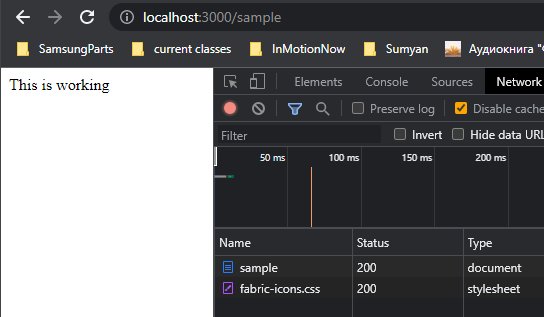 localhost:3000/sample
SamsungParts current classes InMotionNow Sumyan Аудиокнига "
This is working
Elements Console Sources Network
Preserve log Disable cache
Filter Invert Hide data URL
50 ms 100 ms 150 ms 200 ms
Name Status Type
sample 200 document
fabric-icons.css 200 stylesheet